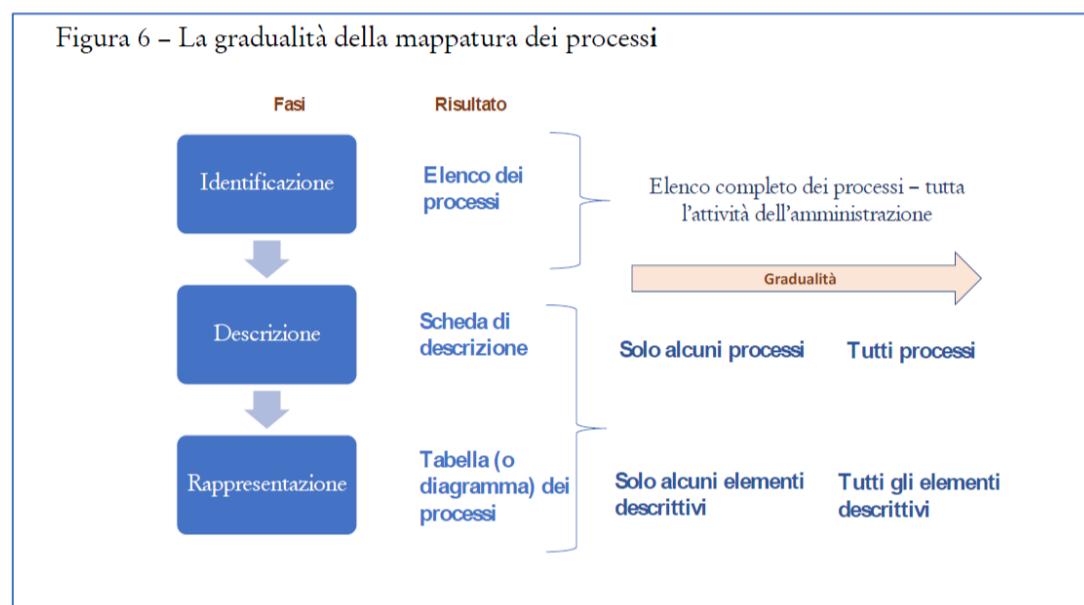 Figura 6 – La gradualità della mappatura dei processi
Fasi
Risultato
Identificazione
Elenco dei
processi
Elenco completo dei processi – tutta
l'attività dell'amministrazione
Gradualità
Descrizione
Scheda di
descrizione
Solo alcuni processi
Tutti processi
Rappresentazione
Tabella (o
diagramma) dei
processi
Solo alcuni elementi
descrittivi
Tutti gli elementi
descrittivi